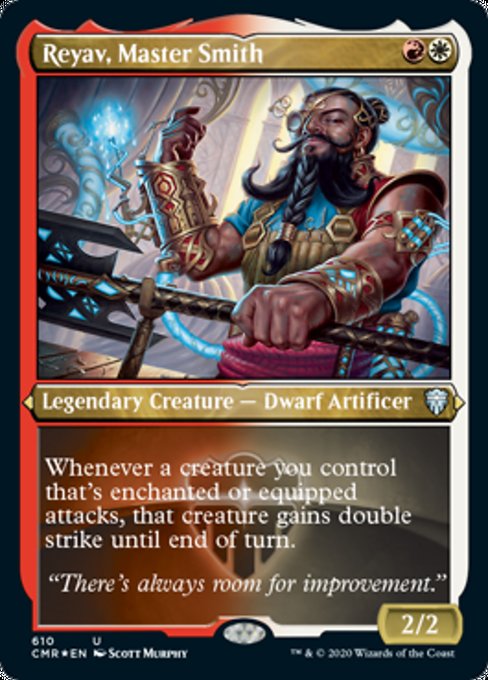 Reyav, Master Smith
Legendary Creature — Dwarf Artificer
Whenever a creature you control
that's enchanted or equipped
attacks, that creature gains double
strike until end of turn.
"There's always room for improvement."
2/2
610 U
CMR★EN Scott Murphy
™ & © 2020 Wizards of the Coast